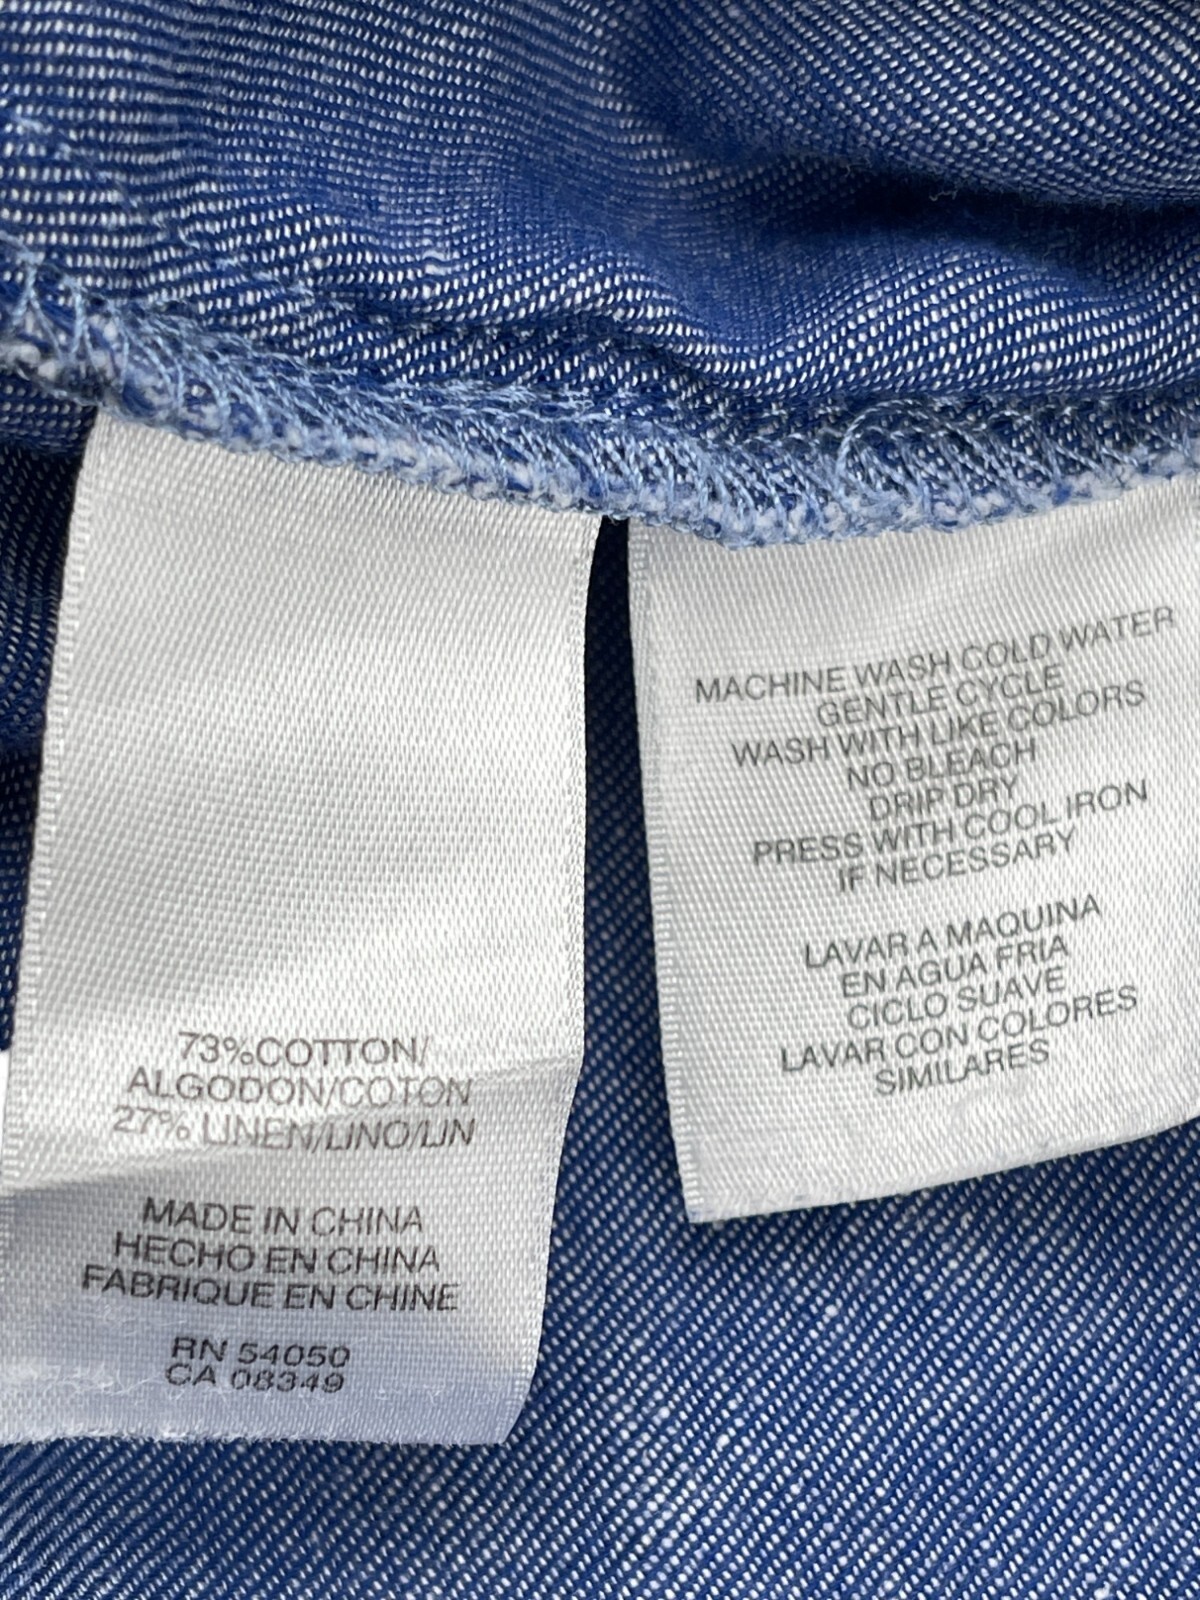 73%COTTON/
ALGODON/COTON
27% LINEN/LINO/LIN
MADE IN CHINA
HECHO EN CHINA
FABRIQUE EN CHINE
RN 54050
CA 08349
MACHINE WASH COLD WATER
GENTLE CYCLE
WASH WITH LIKE COLORS
NO BLEACH
DRIP DRY
PRESS WITH COOL IRON
IF NECESSARY
LAVAR A MAQUINA
EN AGUA FRIA
CICLO SUAVE
LAVAR CON COLORES
SIMILARES